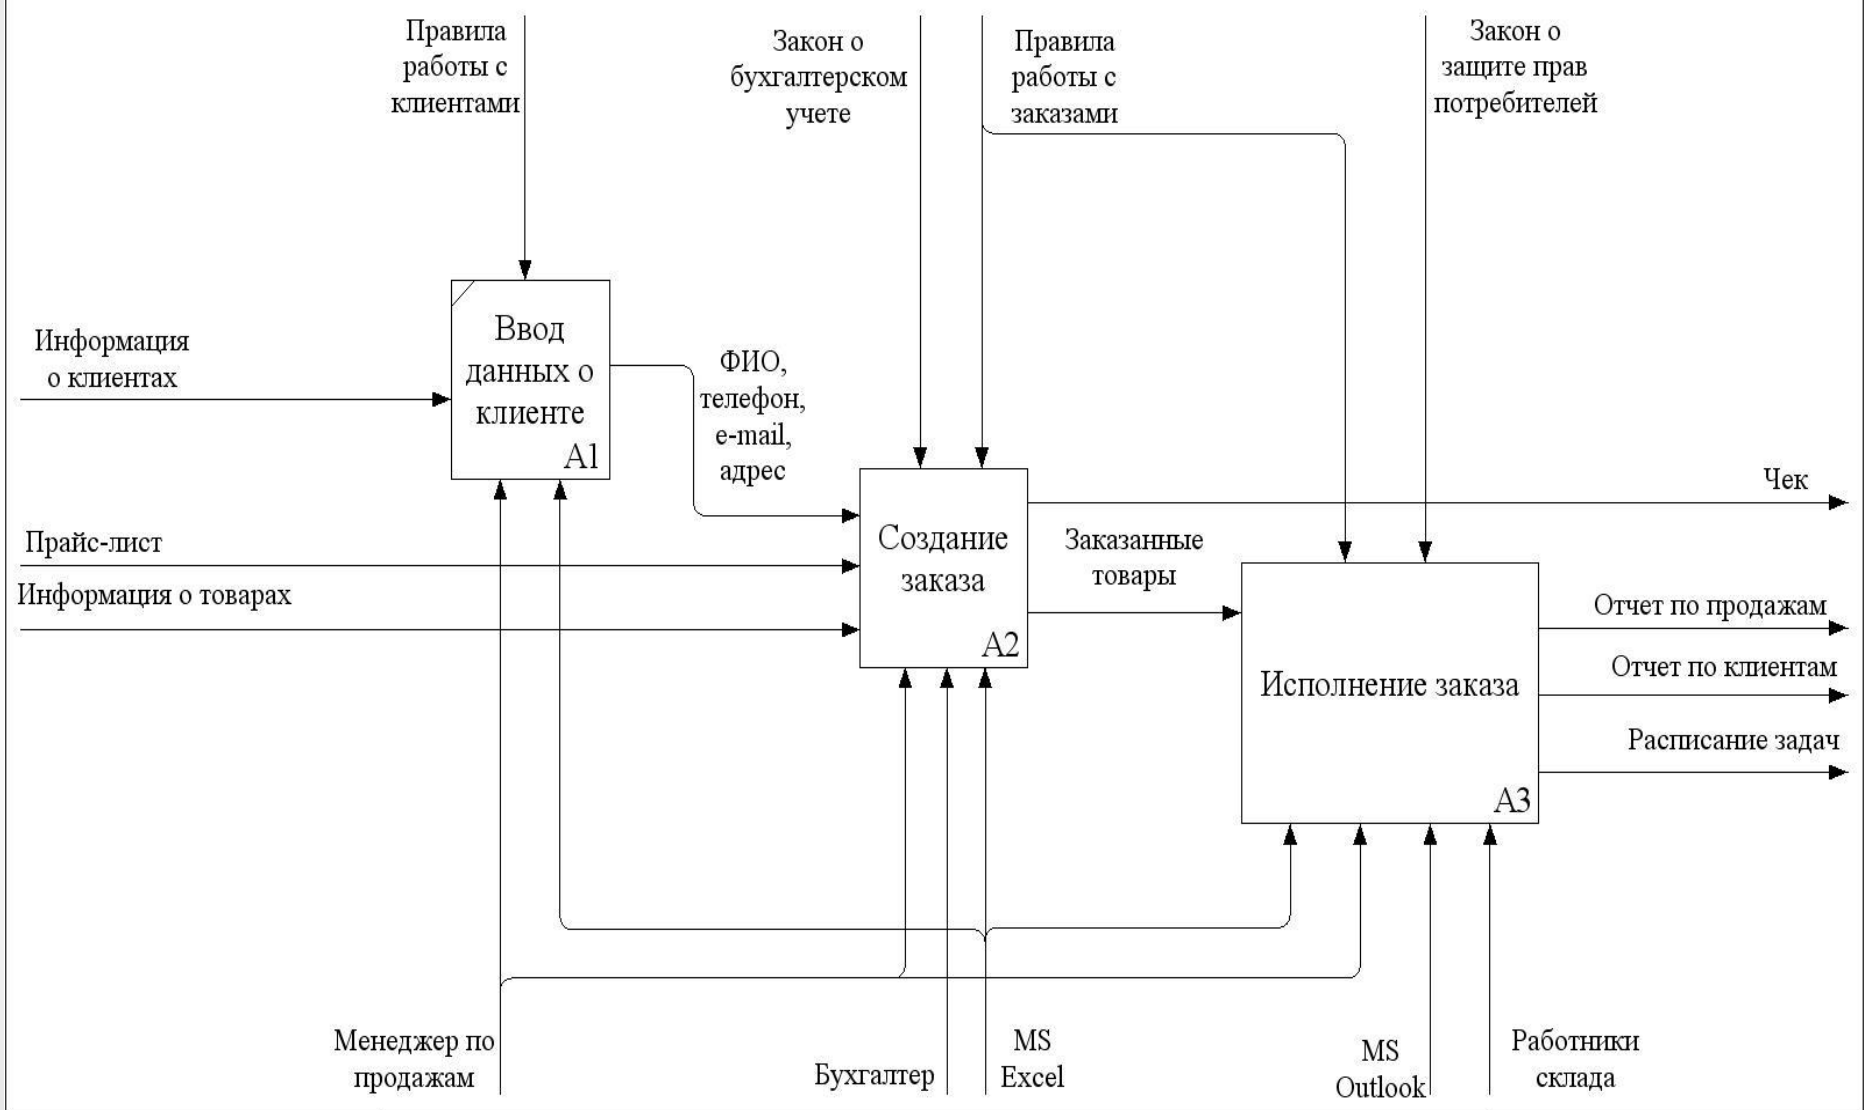 Правила
работы с
клиентами
Закон о
бухгалтерском
учете
Правила
работы с
заказами
Закон о
защите прав
потребителей
Информация
о клиентах
Ввод
данных о
клиенте
A1
ФИО,
телефон,
e-mail,
адрес
Прайс-лист
Информация о товарах
Создание
заказа
A2
Чек
Заказанные
товары
Исполнение заказа
A3
Отчет по продажам
Отчет по клиентам
Расписание задач
Менеджер по
продажам
Бухгалтер
MS
Excel
MS
Outlook
Работники
склада